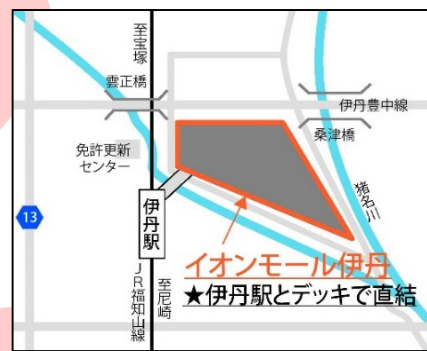 至宝塚
雲正橋
伊丹豊中線
桑津橋
免許更新
センター
猪名川
13
伊丹駅
イオンモール伊丹
★伊丹駅とデッキで直結
JR福知山線
至尼崎